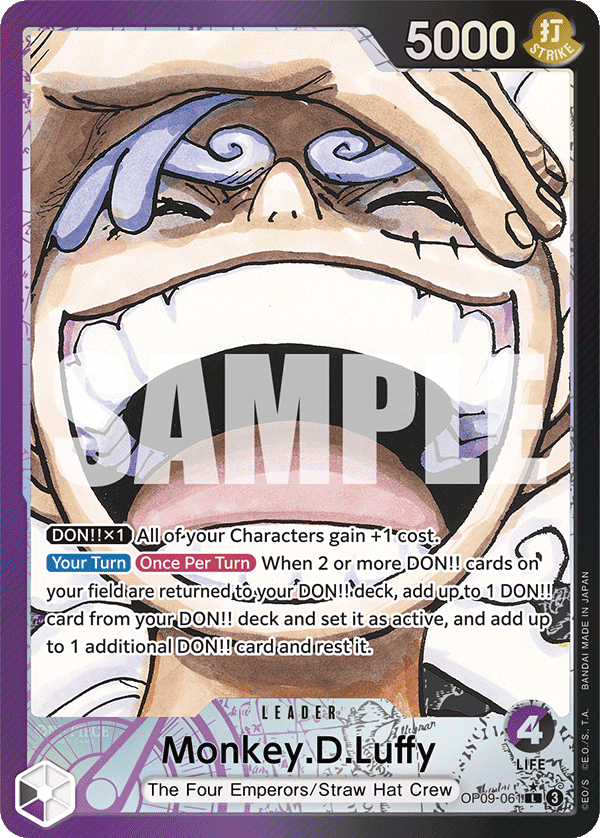 5000
打
STRIKE
SAMPLE
DON!!×1 All of your Characters gain +1 cost.
Your Turn Once Per Turn When 2 or more DON!! cards on
your field are returned to your DON!! deck, add up to 1 DON!!
card from your DON!! deck and set it as active, and add up
to 1 additional DON!! card and rest it.
LEADER
Monkey.D.Luffy
The Four Emperors/Straw Hat Crew
4
LIFE
OP09-061 L 3
©E.O/S ©E.O./S., T.A. BANDAI MADE IN JAPAN